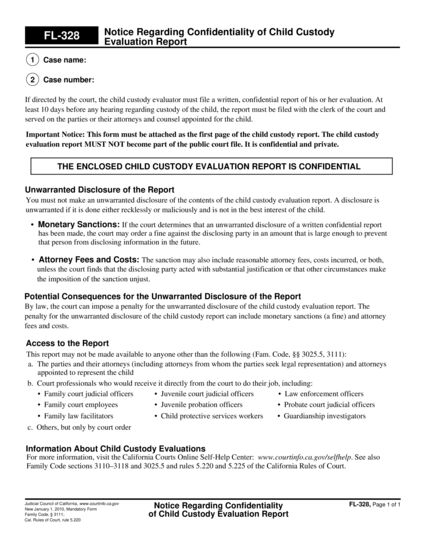 FL-328
Notice Regarding Confidentiality of Child Custody
Evaluation Report
1 Case name:
2 Case number:
If directed by the court, the child custody evaluator must file a written, confidential report of his or her evaluation. At
least 10 days before any hearing regarding custody of the child, the report must be filed with the clerk of the court and
served on the parties or their attorneys and counsel appointed for the child.
Important Notice: This form must be attached as the first page of the child custody report. The child custody
evaluation report MUST NOT become part of the public court file. It is confidential and private.
THE ENCLOSED CHILD CUSTODY EVALUATION REPORT IS CONFIDENTIAL
Unwarranted Disclosure of the Report
You must not make an unwarranted disclosure of the contents of the child custody evaluation report. A disclosure is
unwarranted if it is done either recklessly or maliciously and is not in the best interest of the child.
• Monetary Sanctions: If the court determines that an unwarranted disclosure of a written confidential report
has been made, the court may order a fine against the disclosing party in an amount that is large enough to prevent
that person from disclosing information in the future.
• Attorney Fees and Costs: The sanction may also include reasonable attorney fees, costs incurred, or both,
unless the court finds that the disclosing party acted with substantial justification or that other circumstances make
the imposition of the sanction unjust.
Potential Consequences for the Unwarranted Disclosure of the Report
By law, the court can impose a penalty for the unwarranted disclosure of the child custody evaluation report. The
penalty for the unwarranted disclosure of the child custody report can include monetary sanctions (a fine) and attorney
fees and costs.
Access to the Report
This report may not be made available to anyone other than the following (Fam. Code, §§ 3025.5, 3111):
a. The parties and their attorneys (including attorneys from whom the parties seek legal representation) and attorneys
appointed to represent the child
b. Court professionals who would receive it directly from the court to do their job, including:
• Family court judicial officers • Juvenile court judicial officers • Law enforcement officers
• Family court employees • Juvenile probation officers • Probate court judicial officers
• Family law facilitators • Child protective services workers • Guardianship investigators
c. Others, but only by court order
Information About Child Custody Evaluations
For more information, visit the California Courts Online Self-Help Center: www.courtinfo.ca.gov/selfhelp. See also
Family Code sections 3110–3118 and 3025.5 and rules 5.220 and 5.225 of the California Rules of Court.
Judicial Council of California, www.courtinfo.ca.gov
New January 1, 2010, Mandatory Form
Family Code, § 3111,
Cal. Rules of Court, rule 5.220
Notice Regarding Confidentiality
of Child Custody Evaluation Report
FL-328, Page 1 of 1